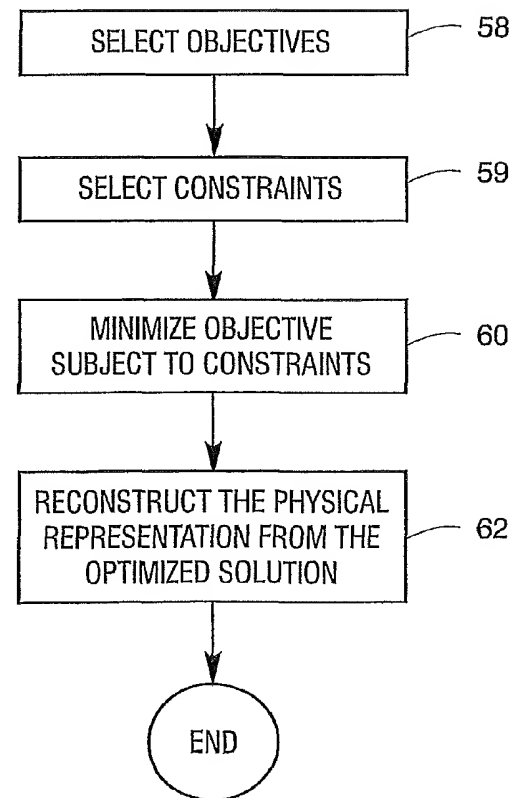 SELECT OBJECTIVES
58
SELECT CONSTRAINTS
59
MINIMIZE OBJECTIVE
SUBJECT TO CONSTRAINTS
60
RECONSTRUCT THE PHYSICAL
REPRESENTATION FROM THE
OPTIMIZED SOLUTION
62
END